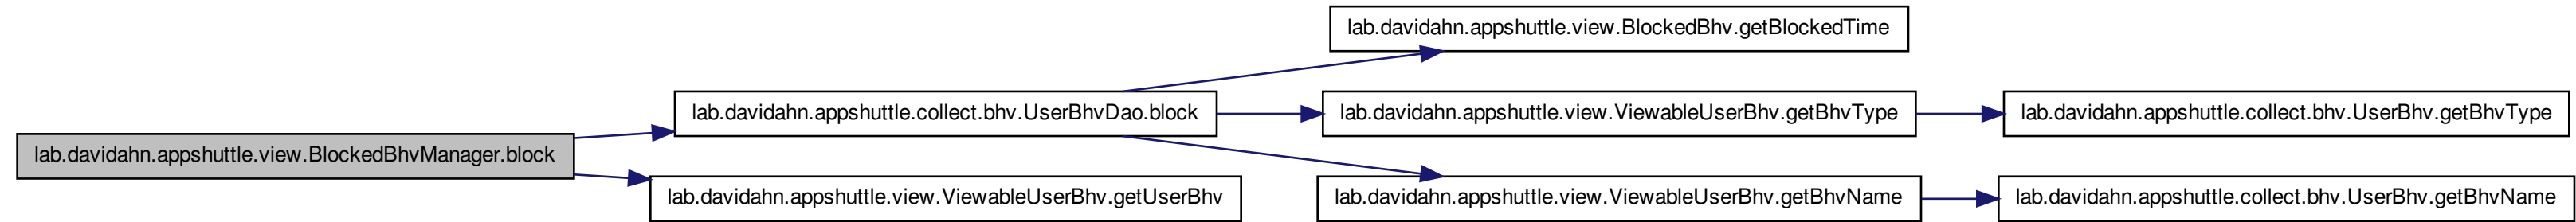 lab.davidahn.appshuttle.view.BlockedBhvManager.block
lab.davidahn.appshuttle.collect.bhv.UserBhvDao.block
lab.davidahn.appshuttle.view.BlockedBhv.getBlockedTime
lab.davidahn.appshuttle.view.ViewableUserBhv.getBhvType
lab.davidahn.appshuttle.collect.bhv.UserBhv.getBhvType
lab.davidahn.appshuttle.view.ViewableUserBhv.getBhvName
lab.davidahn.appshuttle.collect.bhv.UserBhv.getBhvName
lab.davidahn.appshuttle.view.ViewableUserBhv.getUserBhv